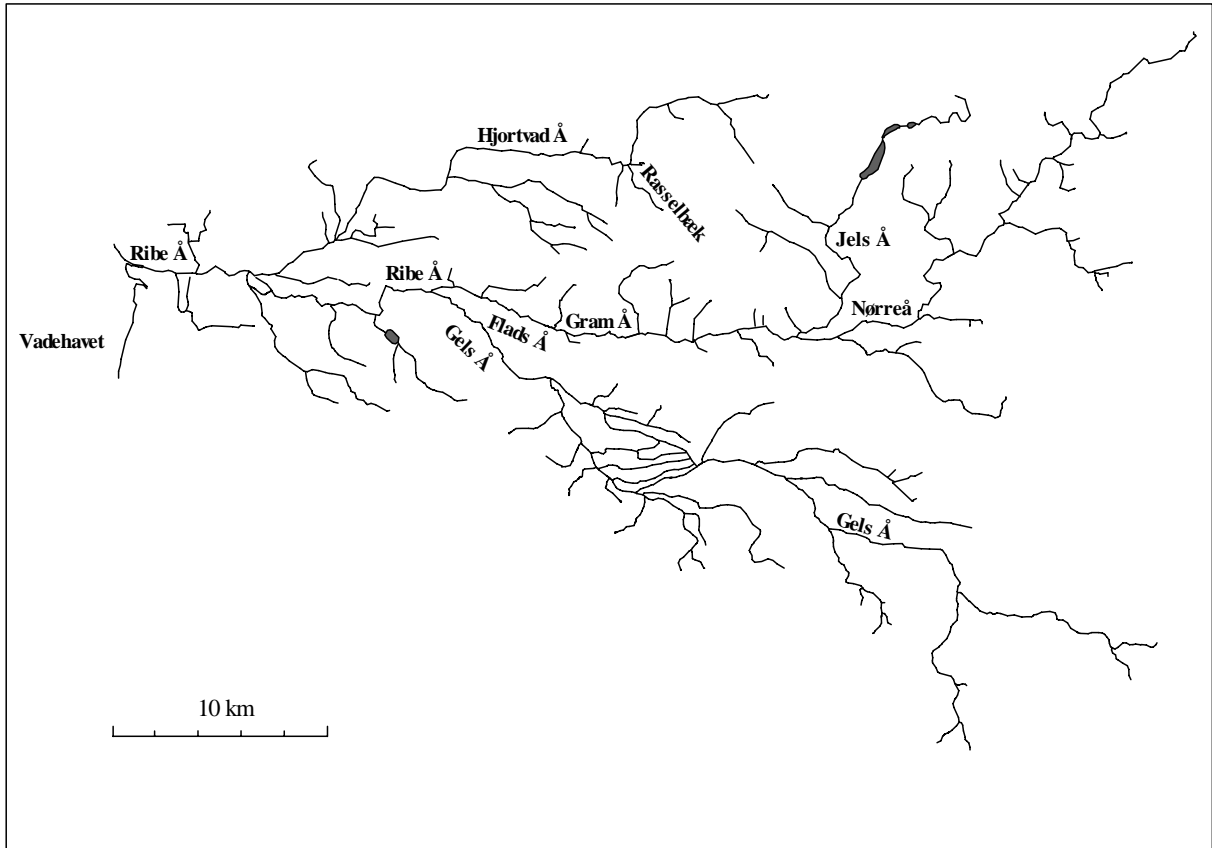 Hjortvad Å
Rasselbæk
Ribe Å
Jels Å
Ribe Å
Nørreå
Flads Å
Gram Å
Gels Å
Vadehavet
Gels Å
10 km